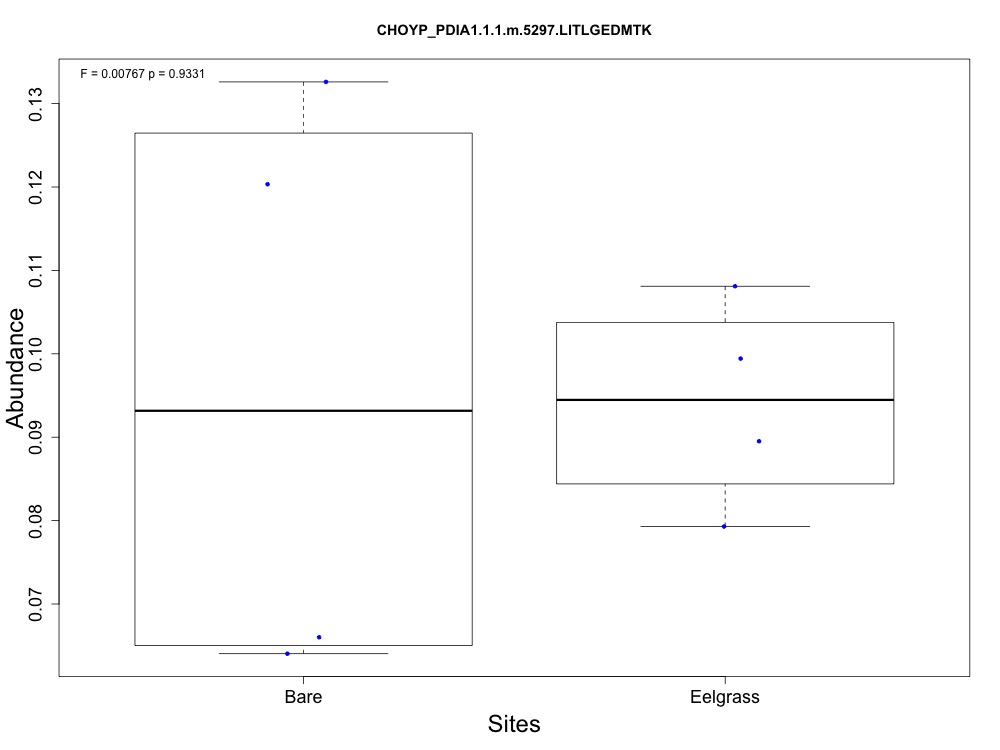 CHOYP_PDIA1.1.1.m.5297.LITLGEDMTK
F = 0.00767 p = 0.9331
0.13
0.12
0.11
0.10
0.09
0.08
0.07
Abundance
Bare
Eelgrass
Sites